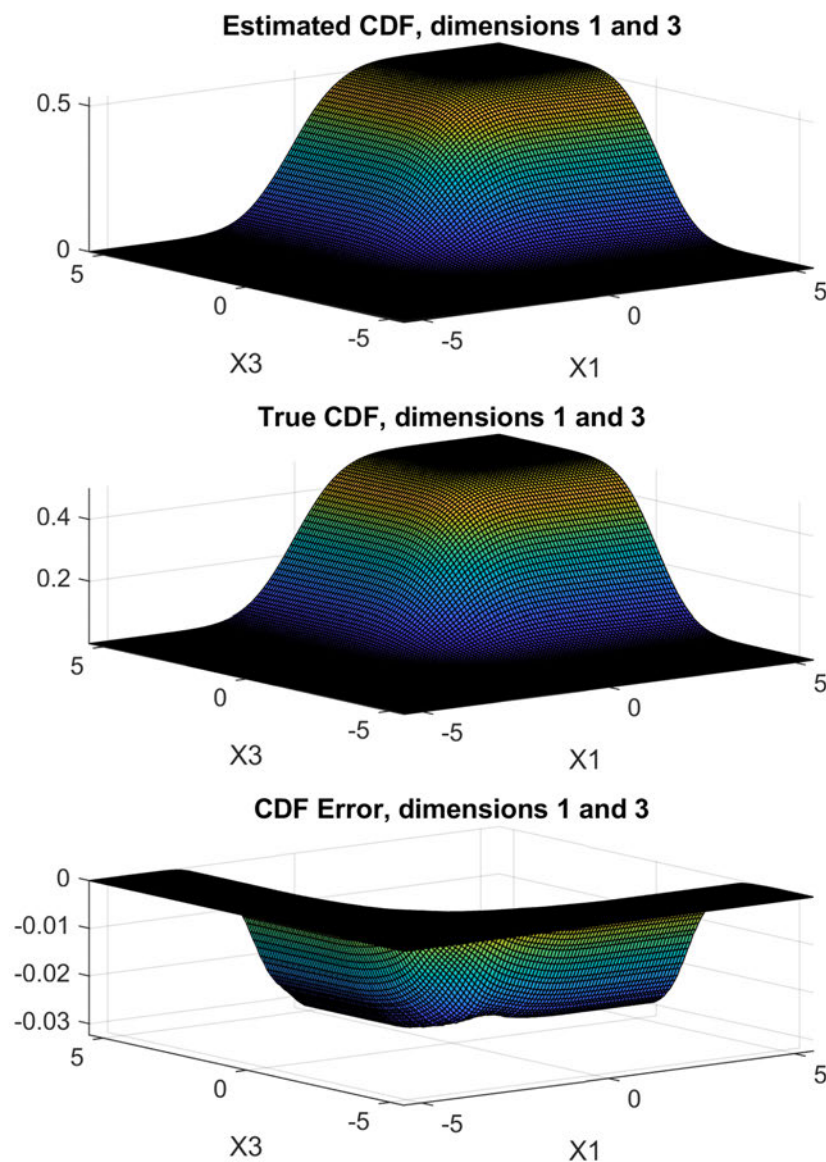 Estimated CDF, dimensions 1 and 3
0.5
0
5
0
-5
X3
-5
0
5
X1
True CDF, dimensions 1 and 3
0.4
0.2
5
0
-5
X3
-5
0
5
X1
CDF Error, dimensions 1 and 3
0
-0.01
-0.02
-0.03
5
0
-5
X3
-5
0
5
X1